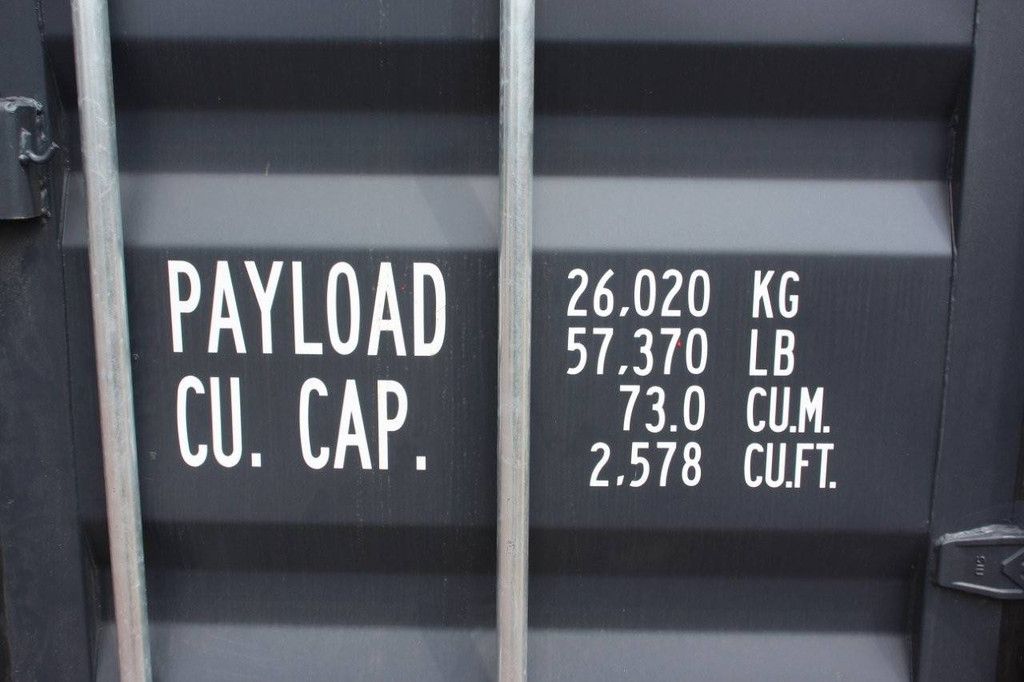 PAYLOAD 26,020 KG
57,370 LB
CU. CAP. 73.0 CU.M.
2,578 CU.FT.